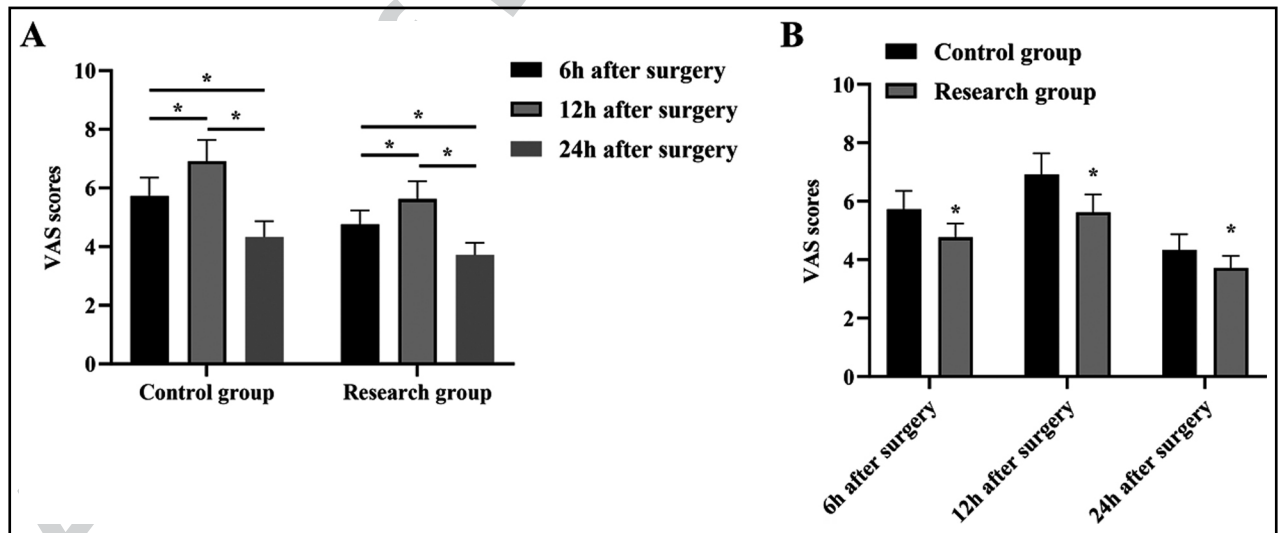 A
VAS scores
10
8
6
4
2
0
*
*
*
*
*
*
Control group
Research group
6h after surgery
12h after surgery
24h after surgery
B
Control group
Research group
VAS scores
10
8
6
4
2
0
*
*
*
6h after surgery
12h after surgery
24h after surgery